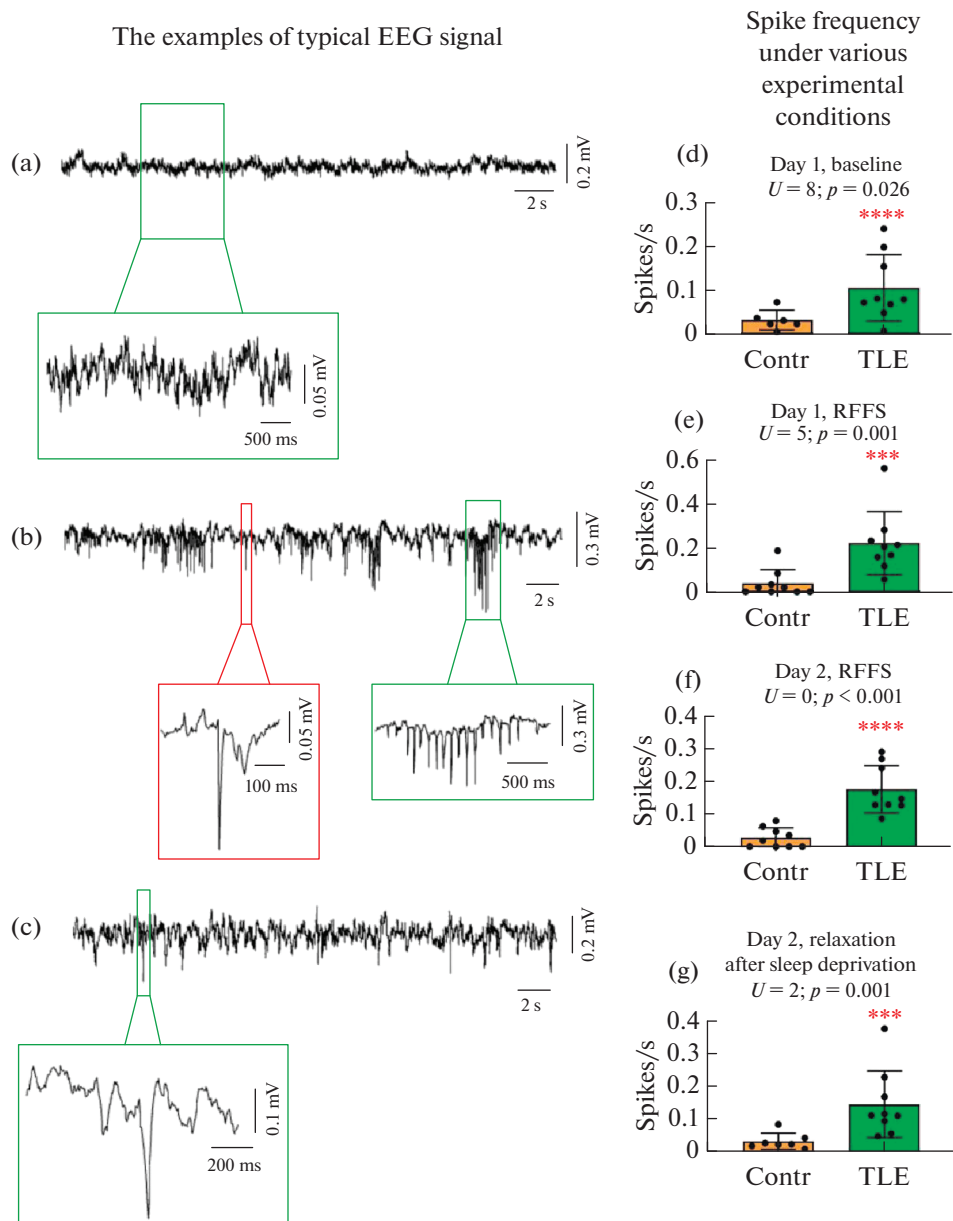 The examples of typical EEG signal
Spike frequency
under various
experimental
conditions
(a)
0.2 mV
2 s
0.05 mV
500 ms
(b)
0.3 mV
2 s
0.05 mV
100 ms
0.3 mV
500 ms
(c)
0.2 mV
2 s
0.1 mV
200 ms
(d)
Day 1, baseline
U = 8; p = 0.026
****
Spikes/s
0.3
0.2
0.1
0
Contr TLE
(e)
Day 1, RFFS
U = 5; p = 0.001
***
Spikes/s
0.6
0.4
0.2
0
Contr TLE
(f)
Day 2, RFFS
U = 0; p < 0.001
****
Spikes/s
0.4
0.3
0.2
0.1
0
Contr TLE
(g)
Day 2, relaxation
after sleep deprivation
U = 2; p = 0.001
***
Spikes/s
0.4
0.3
0.2
0.1
0
Contr TLE